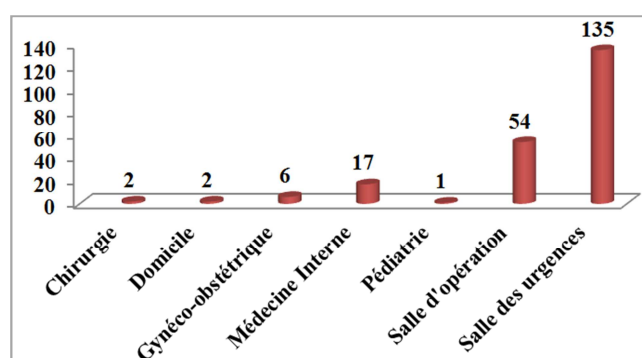 135
140
120
100
80
60
40
20
0
2
2
6
17
1
54
Chirurgie
Domicile
Gynéco-obstétrique
Médecine Interne
Pédiatrie
Salle d'opération
Salle des urgences